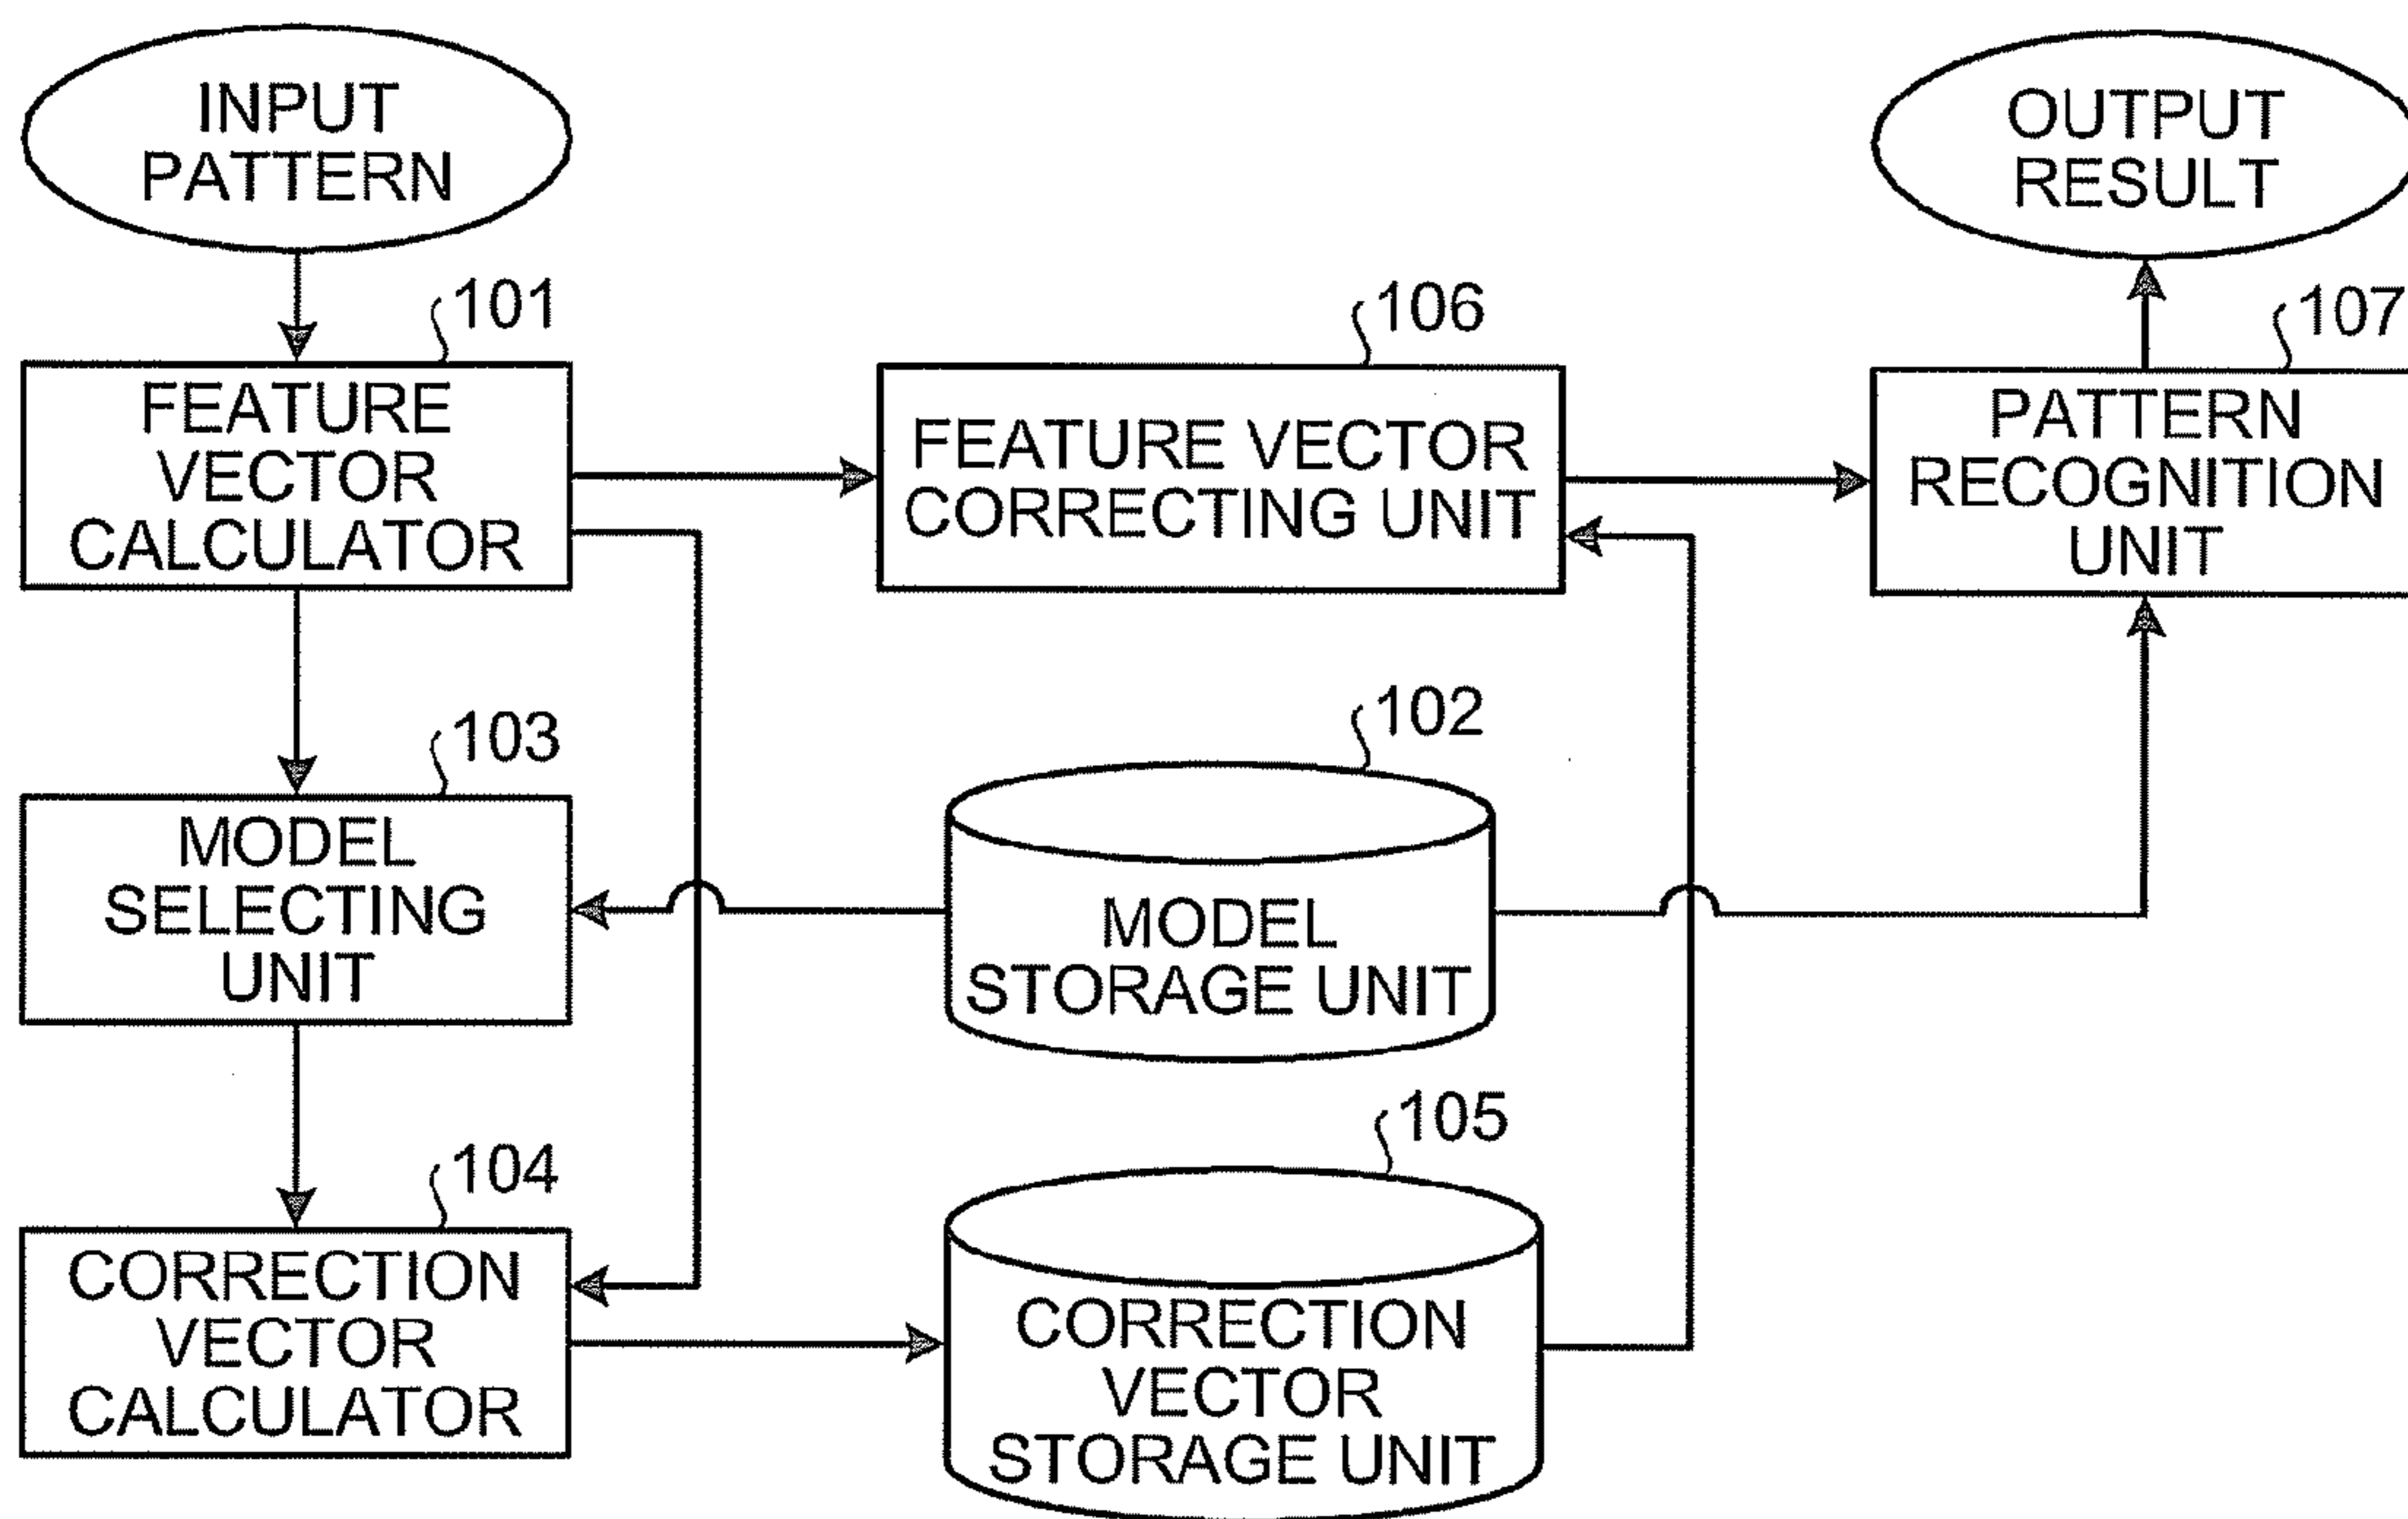 INPUT
PATTERN
OUTPUT
RESULT
101
106
107
FEATURE
VECTOR
CALCULATOR
FEATURE VECTOR
CORRECTING UNIT
PATTERN
RECOGNITION
UNIT
103
102
MODEL
SELECTING
UNIT
MODEL
STORAGE UNIT
104
105
CORRECTION
VECTOR
CALCULATOR
CORRECTION
VECTOR
STORAGE UNIT